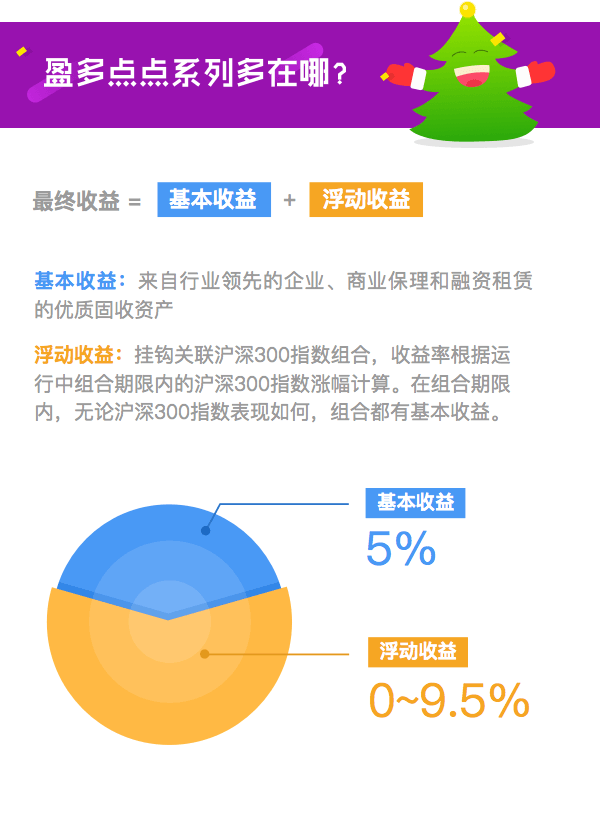 盈多点点系列多在哪?
最终收益 = 基本收益 + 浮动收益
基本收益：来自行业领先的企业、商业保理和融资租赁
的优质固收资产
浮动收益：挂钩关联沪深300指数组合，收益率根据运
行中组合期限内的沪深300指数涨幅计算。在组合期限
内，无论沪深300指数表现如何，组合都有基本收益。
基本收益
5%
浮动收益
0~9.5%